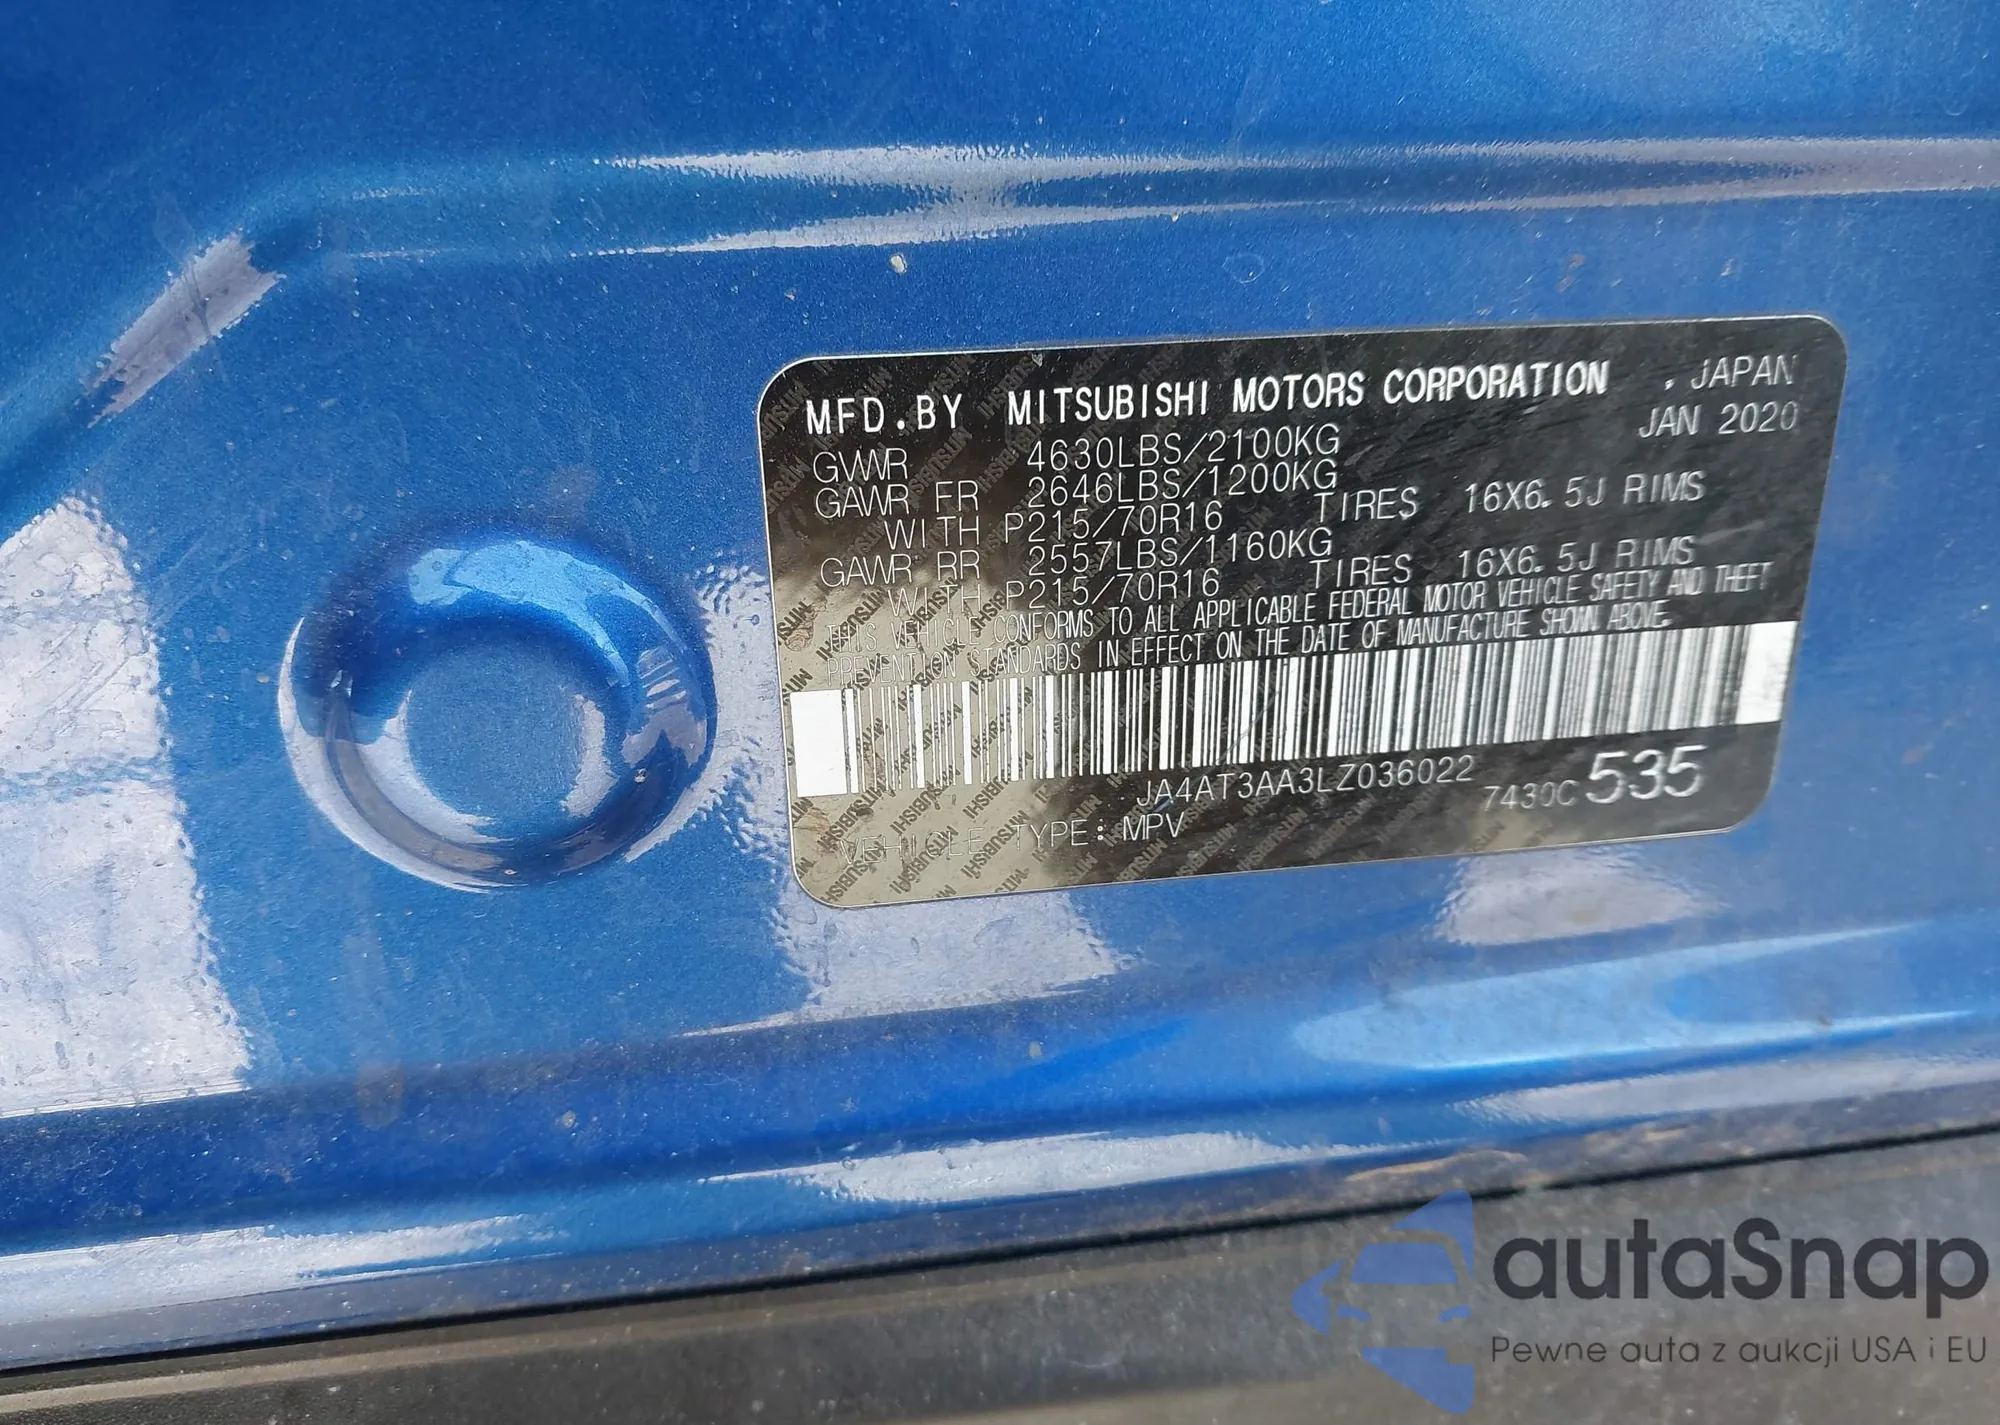 MFD.BY MITSUBISHI MOTORS CORPORATION . JAPAN
JAN 2020
GVWR 4630LBS/2100KG
GAWR FR 2646LBS/1200KG
WITH P215/70R16 TIRES 16X6.5J RIMS
GAWR RR 2557LBS/1160KG
WITH P215/70R16 TIRES 16X6.5J RIMS
THIS VEHICLE CONFORMS TO ALL APPLICABLE FEDERAL MOTOR VEHICLE SAFETY AND THEFT
PREVENTION STANDARDS IN EFFECT ON THE DATE OF MANUFACTURE SHOWN ABOVE.
JA4AT3AA3LZ036022 7430C 535
VEHICLE TYPE: MPV
autaSnap
Pewne auta z aukcji USA i EU